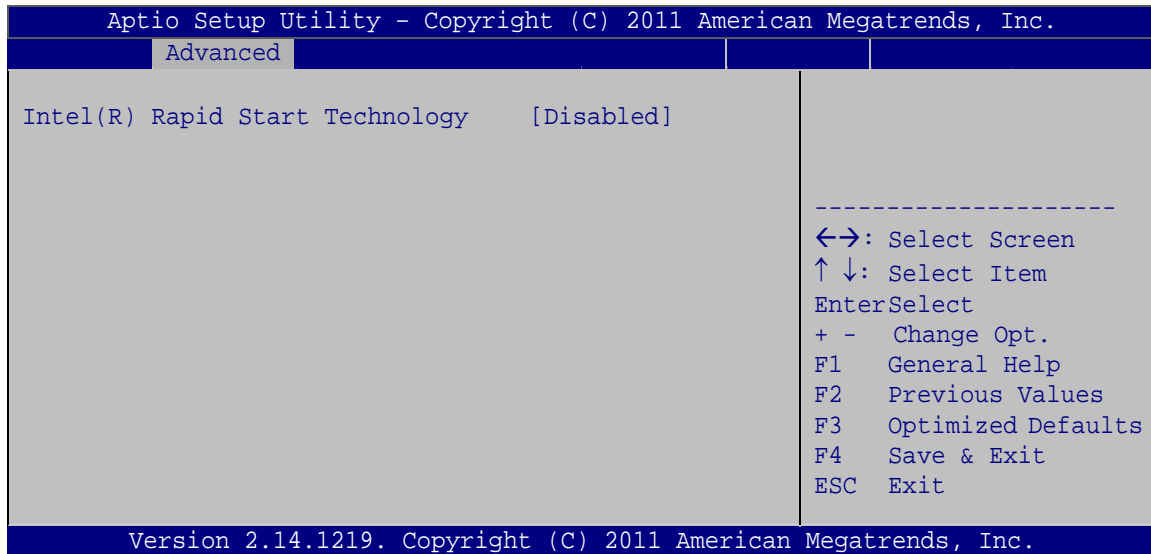 Aptio Setup Utility – Copyright (C) 2011 American Megatrends, Inc.
Advanced
Intel(R) Rapid Start Technology [Disabled]
----------------------
←→: Select Screen
↑ ↓: Select Item
EnterSelect
+ - Change Opt.
F1 General Help
F2 Previous Values
F3 Optimized Defaults
F4 Save & Exit
ESC Exit
Version 2.14.1219. Copyright (C) 2011 American Megatrends, Inc.